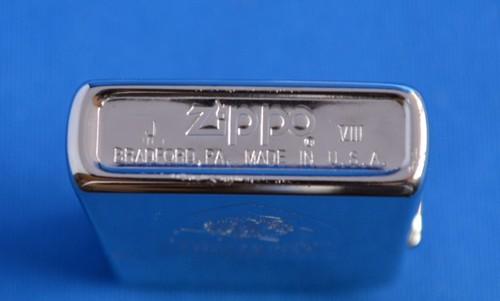 J Zippo® VIII
BRADFORD, PA. MADE IN U.S.A.